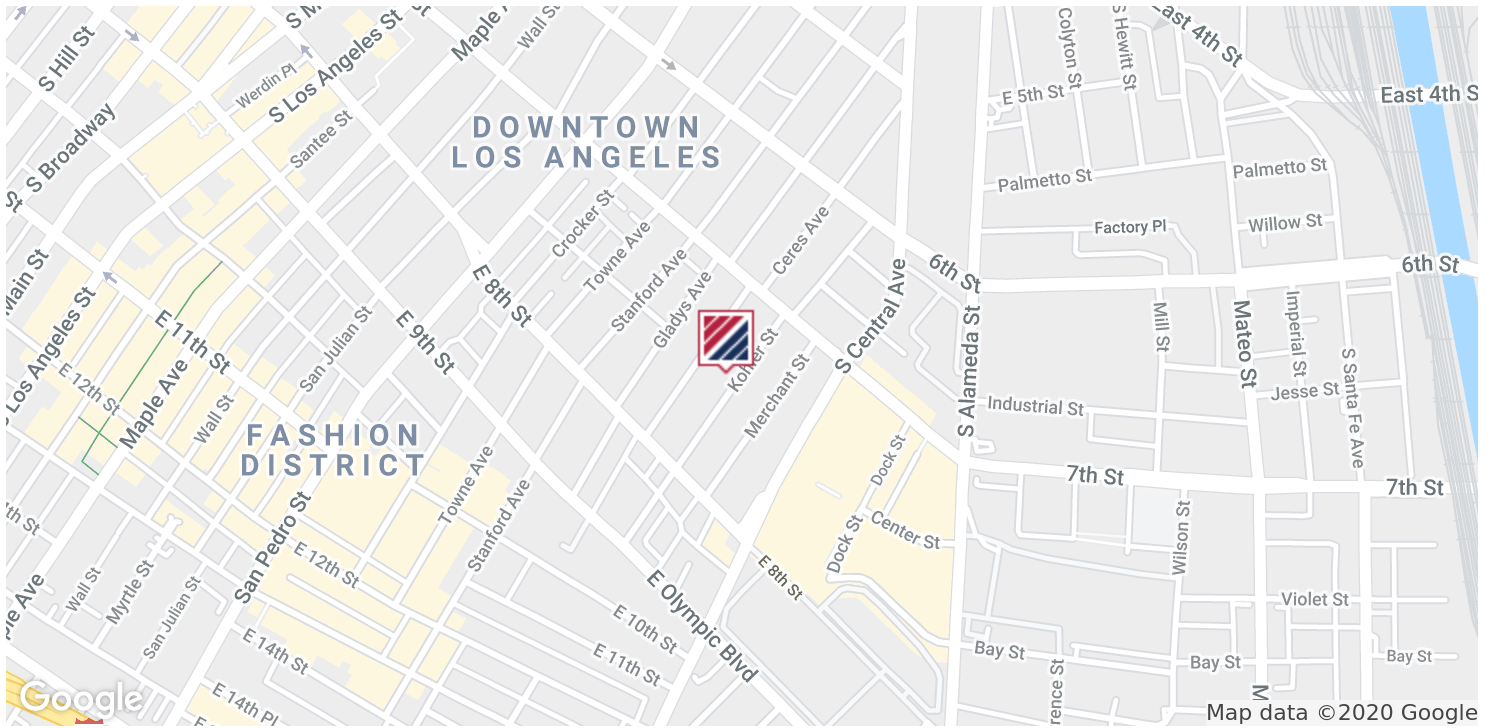 S Hill St
S M
Maple A
Wall St
East 4th St
Colyton St
S Hewitt St
Werdin Pl
S Los Angeles St
E 5th St
East 4th S
S Broadway
Santee St
DOWNTOWN
LOS ANGELES
Palmetto St
Palmetto St
St
Crocker St
Towne Ave
Ceres Ave
Factory Pl
Willow St
Main St
Stanford Ave
Gladys Ave
6th St
6th St
E 8th St
S Central Ave
S Alameda St
Mill St
Mateo St
Imperial St
S Santa Fe Ave
Los Angeles St
E 11th St
San Julian St
E 9th St
Kohler St
Merchant St
E 12th St
Maple Ave
Wall St
Industrial St
Jesse St
FASHION
DISTRICT
Dock St
7th St
7th St
Towne Ave
Stanford Ave
San Pedro St
Center St
Dock St
Wilson St
E 12th St
E 8th St
Wall St
Myrtle St
San Julian St
E Olympic Blvd
Violet St
ple Ave
E 10th St
E 14th St
E 11th St
Bay St
Bay St
Bay St
E 14th Pl
rence St
M
Google
Map data ©2020 Google